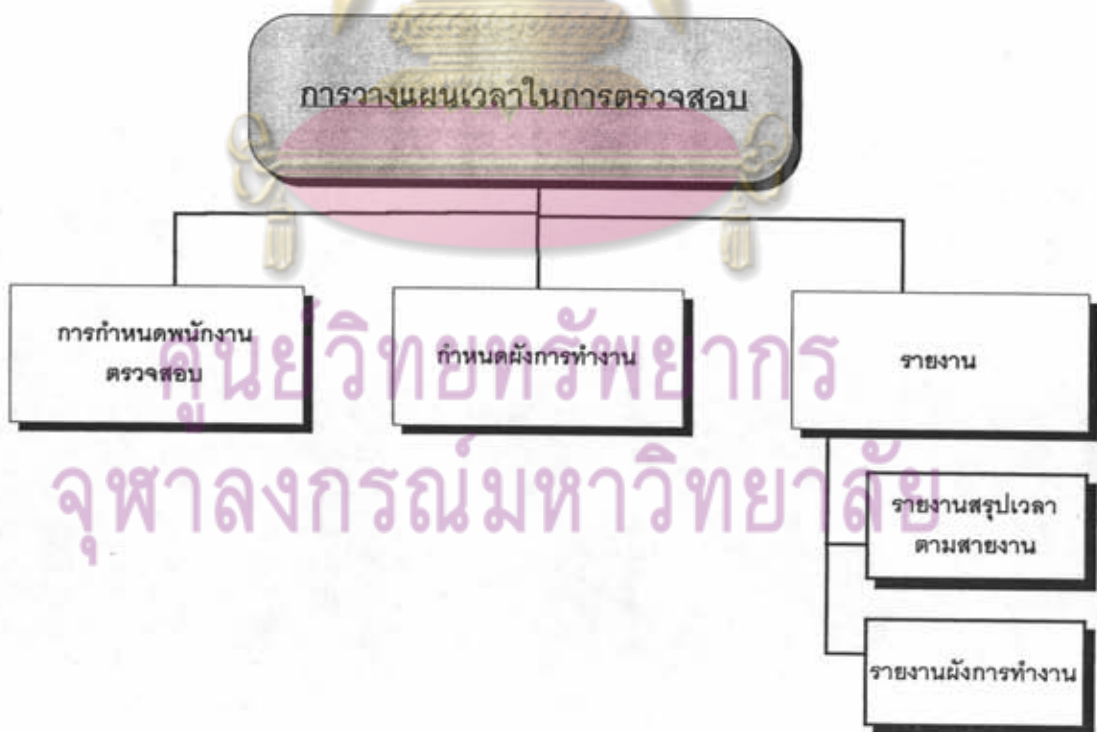 การวางแผนเวลาในการตรวจสอบ
การกำหนดพนักงาน
ตรวจสอบ
กำหนดผังการทำงาน
รายงาน
ศูนย์วิทยทรัพยากร
จุฬาลงกรณ์มหาวิทยาลัย
รายงานสรุปเวลา
ตามสายงาน
รายงานผังการทำงาน